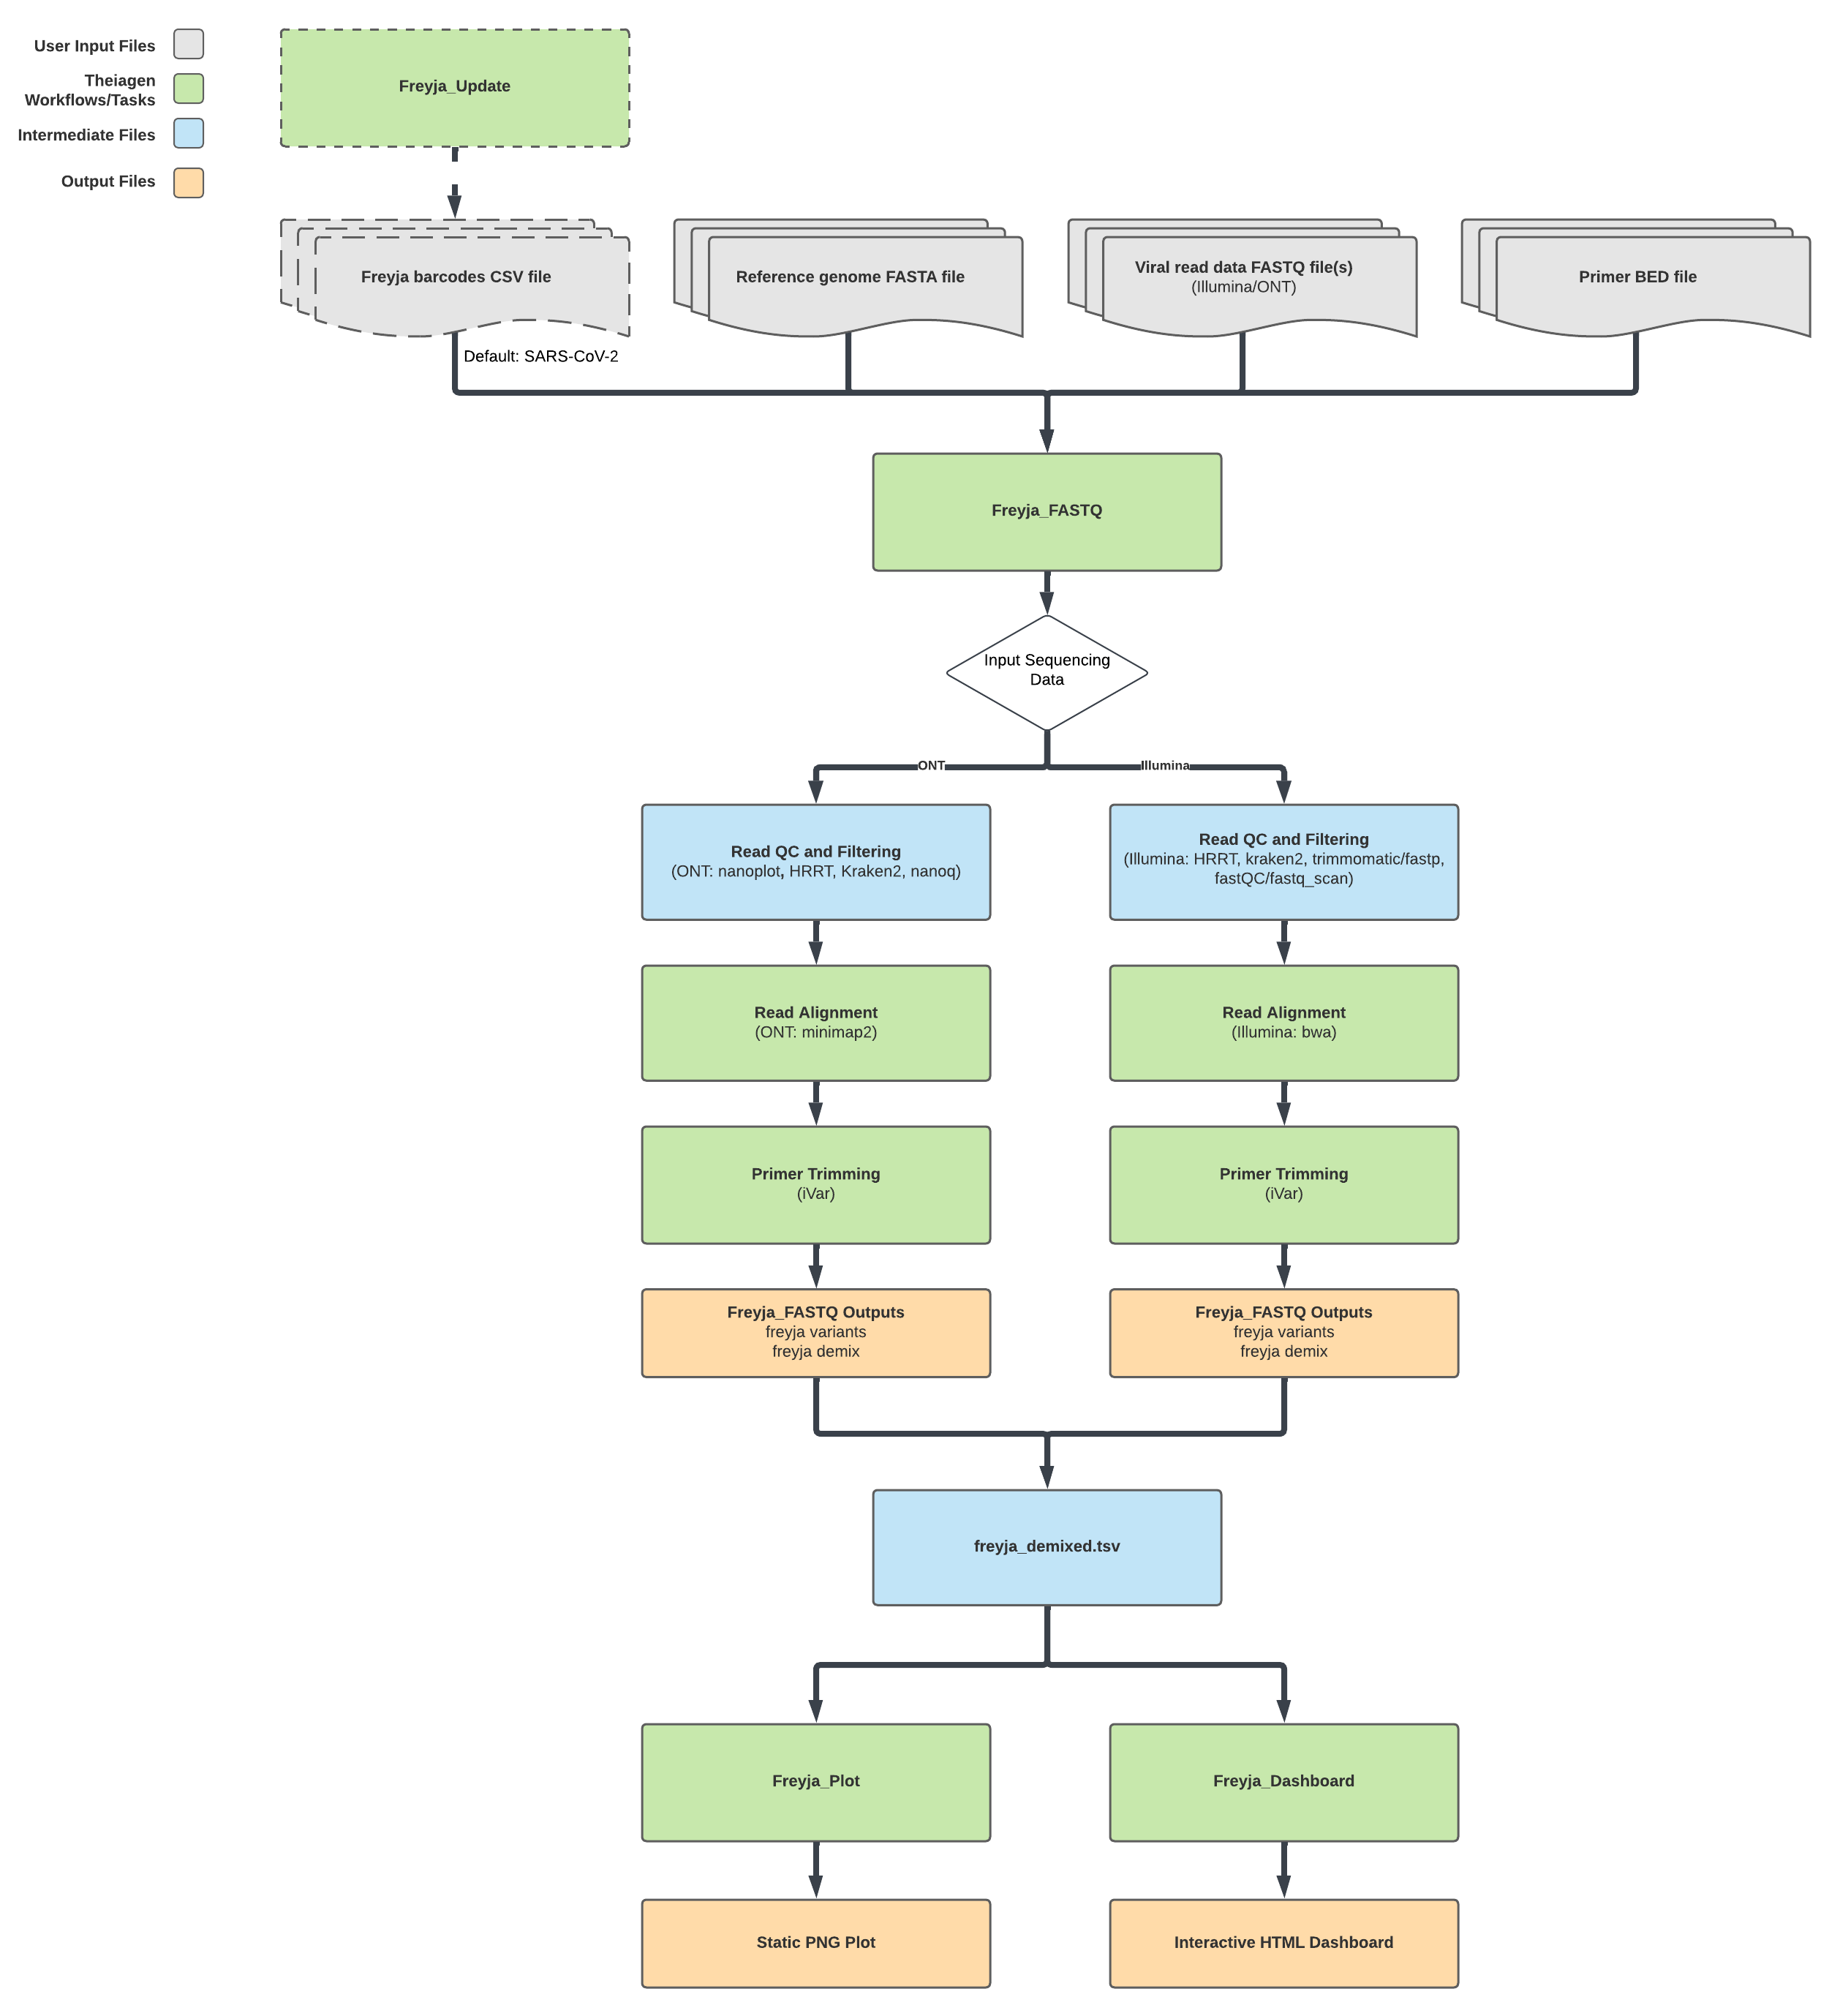 User Input Files
Theiagen
Workflows/Tasks
Intermediate Files
Output Files
Freyja_Update
Freyja barcodes CSV file
Reference genome FASTA file
Viral read data FASTQ file(s)
(Illumina/ONT)
Primer BED file
Default: SARS-CoV-2
Freyja_FASTQ
Input Sequencing
Data
ONT
Illumina
Read QC and Filtering
(ONT: nanoplot, HRRT, Kraken2, nanoq)
Read QC and Filtering
(Illumina: HRRT, kraken2, trimmomatic/fastp,
fastQC/fastq_scan)
Read Alignment
(ONT: minimap2)
Read Alignment
(Illumina: bwa)
Primer Trimming
(iVar)
Primer Trimming
(iVar)
Freyja_FASTQ Outputs
freyja variants
freyja demix
Freyja_FASTQ Outputs
freyja variants
freyja demix
freyja_demixed.tsv
Freyja_Plot
Freyja_Dashboard
Static PNG Plot
Interactive HTML Dashboard